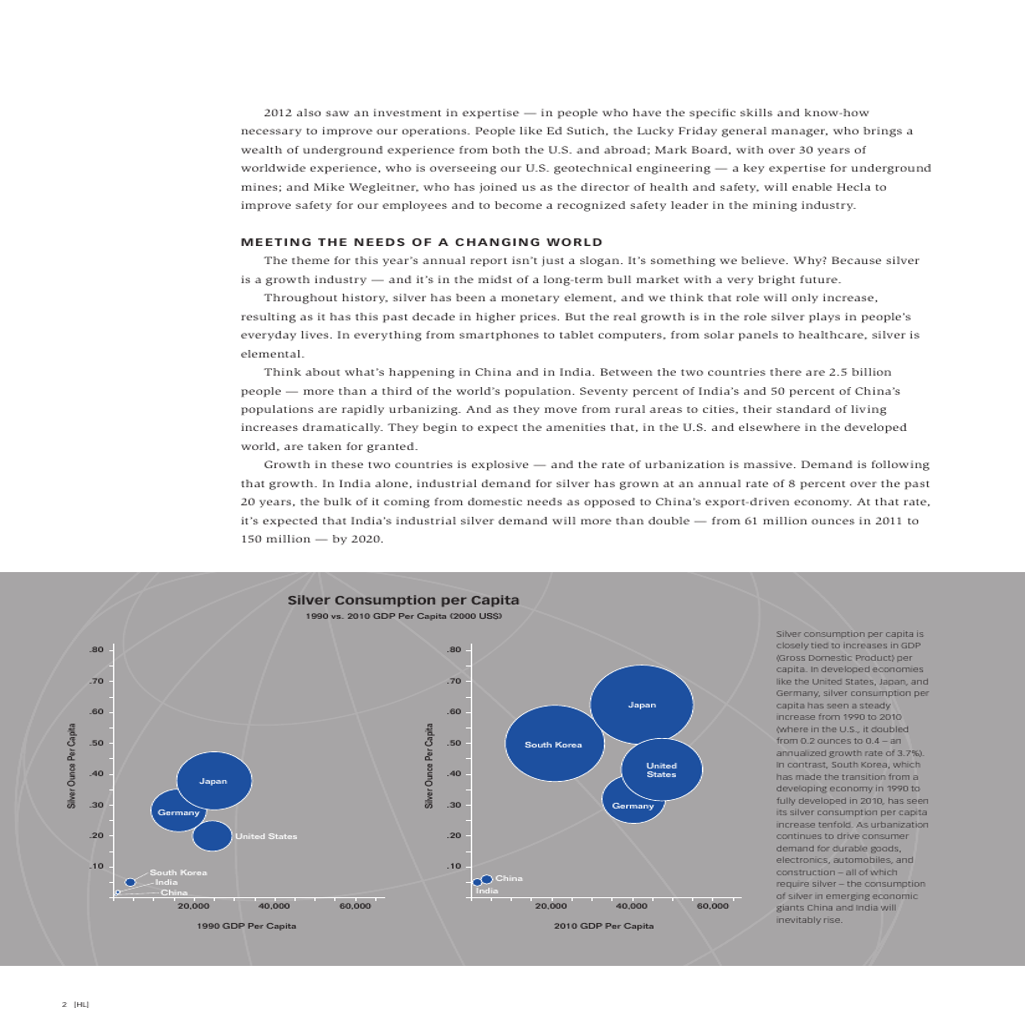 2012 also saw an investment in expertise — in people who have the specific skills and know-how
necessary to improve our operations. People like Ed Sutich, the Lucky Friday general manager, who brings a
wealth of underground experience from both the U.S. and abroad; Mark Board, with over 30 years of
worldwide experience, who is overseeing our U.S. geotechnical engineering — a key expertise for underground
mines; and Mike Wegleitner, who has joined us as the director of health and safety, will enable Hecla to
improve safety for our employees and to become a recognized safety leader in the mining industry.
MEETING THE NEEDS OF A CHANGING WORLD
The theme for this year's annual report isn't just a slogan. It's something we believe. Why? Because silver
is a growth industry — and it's in the midst of a long-term bull market with a very bright future.
Throughout history, silver has been a monetary element, and we think that role will only increase,
resulting as it has this past decade in higher prices. But the real growth is in the role silver plays in people's
everyday lives. In everything from smartphones to tablet computers, from solar panels to healthcare, silver is
elemental.
Think about what's happening in China and in India. Between the two countries there are 2.5 billion
people — more than a third of the world's population. Seventy percent of India's and 50 percent of China's
populations are rapidly urbanizing. And as they move from rural areas to cities, their standard of living
increases dramatically. They begin to expect the amenities that, in the U.S. and elsewhere in the developed
world, are taken for granted.
Growth in these two countries is explosive — and the rate of urbanization is massive. Demand is following
that growth. In India alone, industrial demand for silver has grown at an annual rate of 8 percent over the past
20 years, the bulk of it coming from domestic needs as opposed to China's export-driven economy. At that rate,
it's expected that India's industrial silver demand will more than double — from 61 million ounces in 2011 to
150 million — by 2020.
Silver Consumption per Capita
1990 vs. 2010 GDP Per Capita (2000 US$)
.80
.70
.60
.50
.40
.30
.20
.10
Silver Ounce Per Capita
Japan
Germany
United States
South Korea
India
China
20,000 40,000 60,000
1990 GDP Per Capita
.80
.70
.60
.50
.40
.30
.20
.10
Silver Ounce Per Capita
Japan
South Korea
United
States
Germany
China
India
20,000 40,000 60,000
2010 GDP Per Capita
Silver consumption per capita is
closely tied to increases in GDP
(Gross Domestic Product) per
capita. In developed economies
like the United States, Japan, and
Germany, silver consumption per
capita has seen a steady
increase from 1990 to 2010
(where in the U.S., it doubled
from 0.2 ounces to 0.4 – an
annualized growth rate of 3.7%).
In contrast, South Korea, which
has made the transition from a
developing economy in 1990 to
fully developed in 2010, has seen
its silver consumption per capita
increase tenfold. As urbanization
continues to drive consumer
demand for durable goods,
electronics, automobiles, and
construction – all of which
require silver – the consumption
of silver in emerging economic
giants China and India will
inevitably rise.
2 [HL]